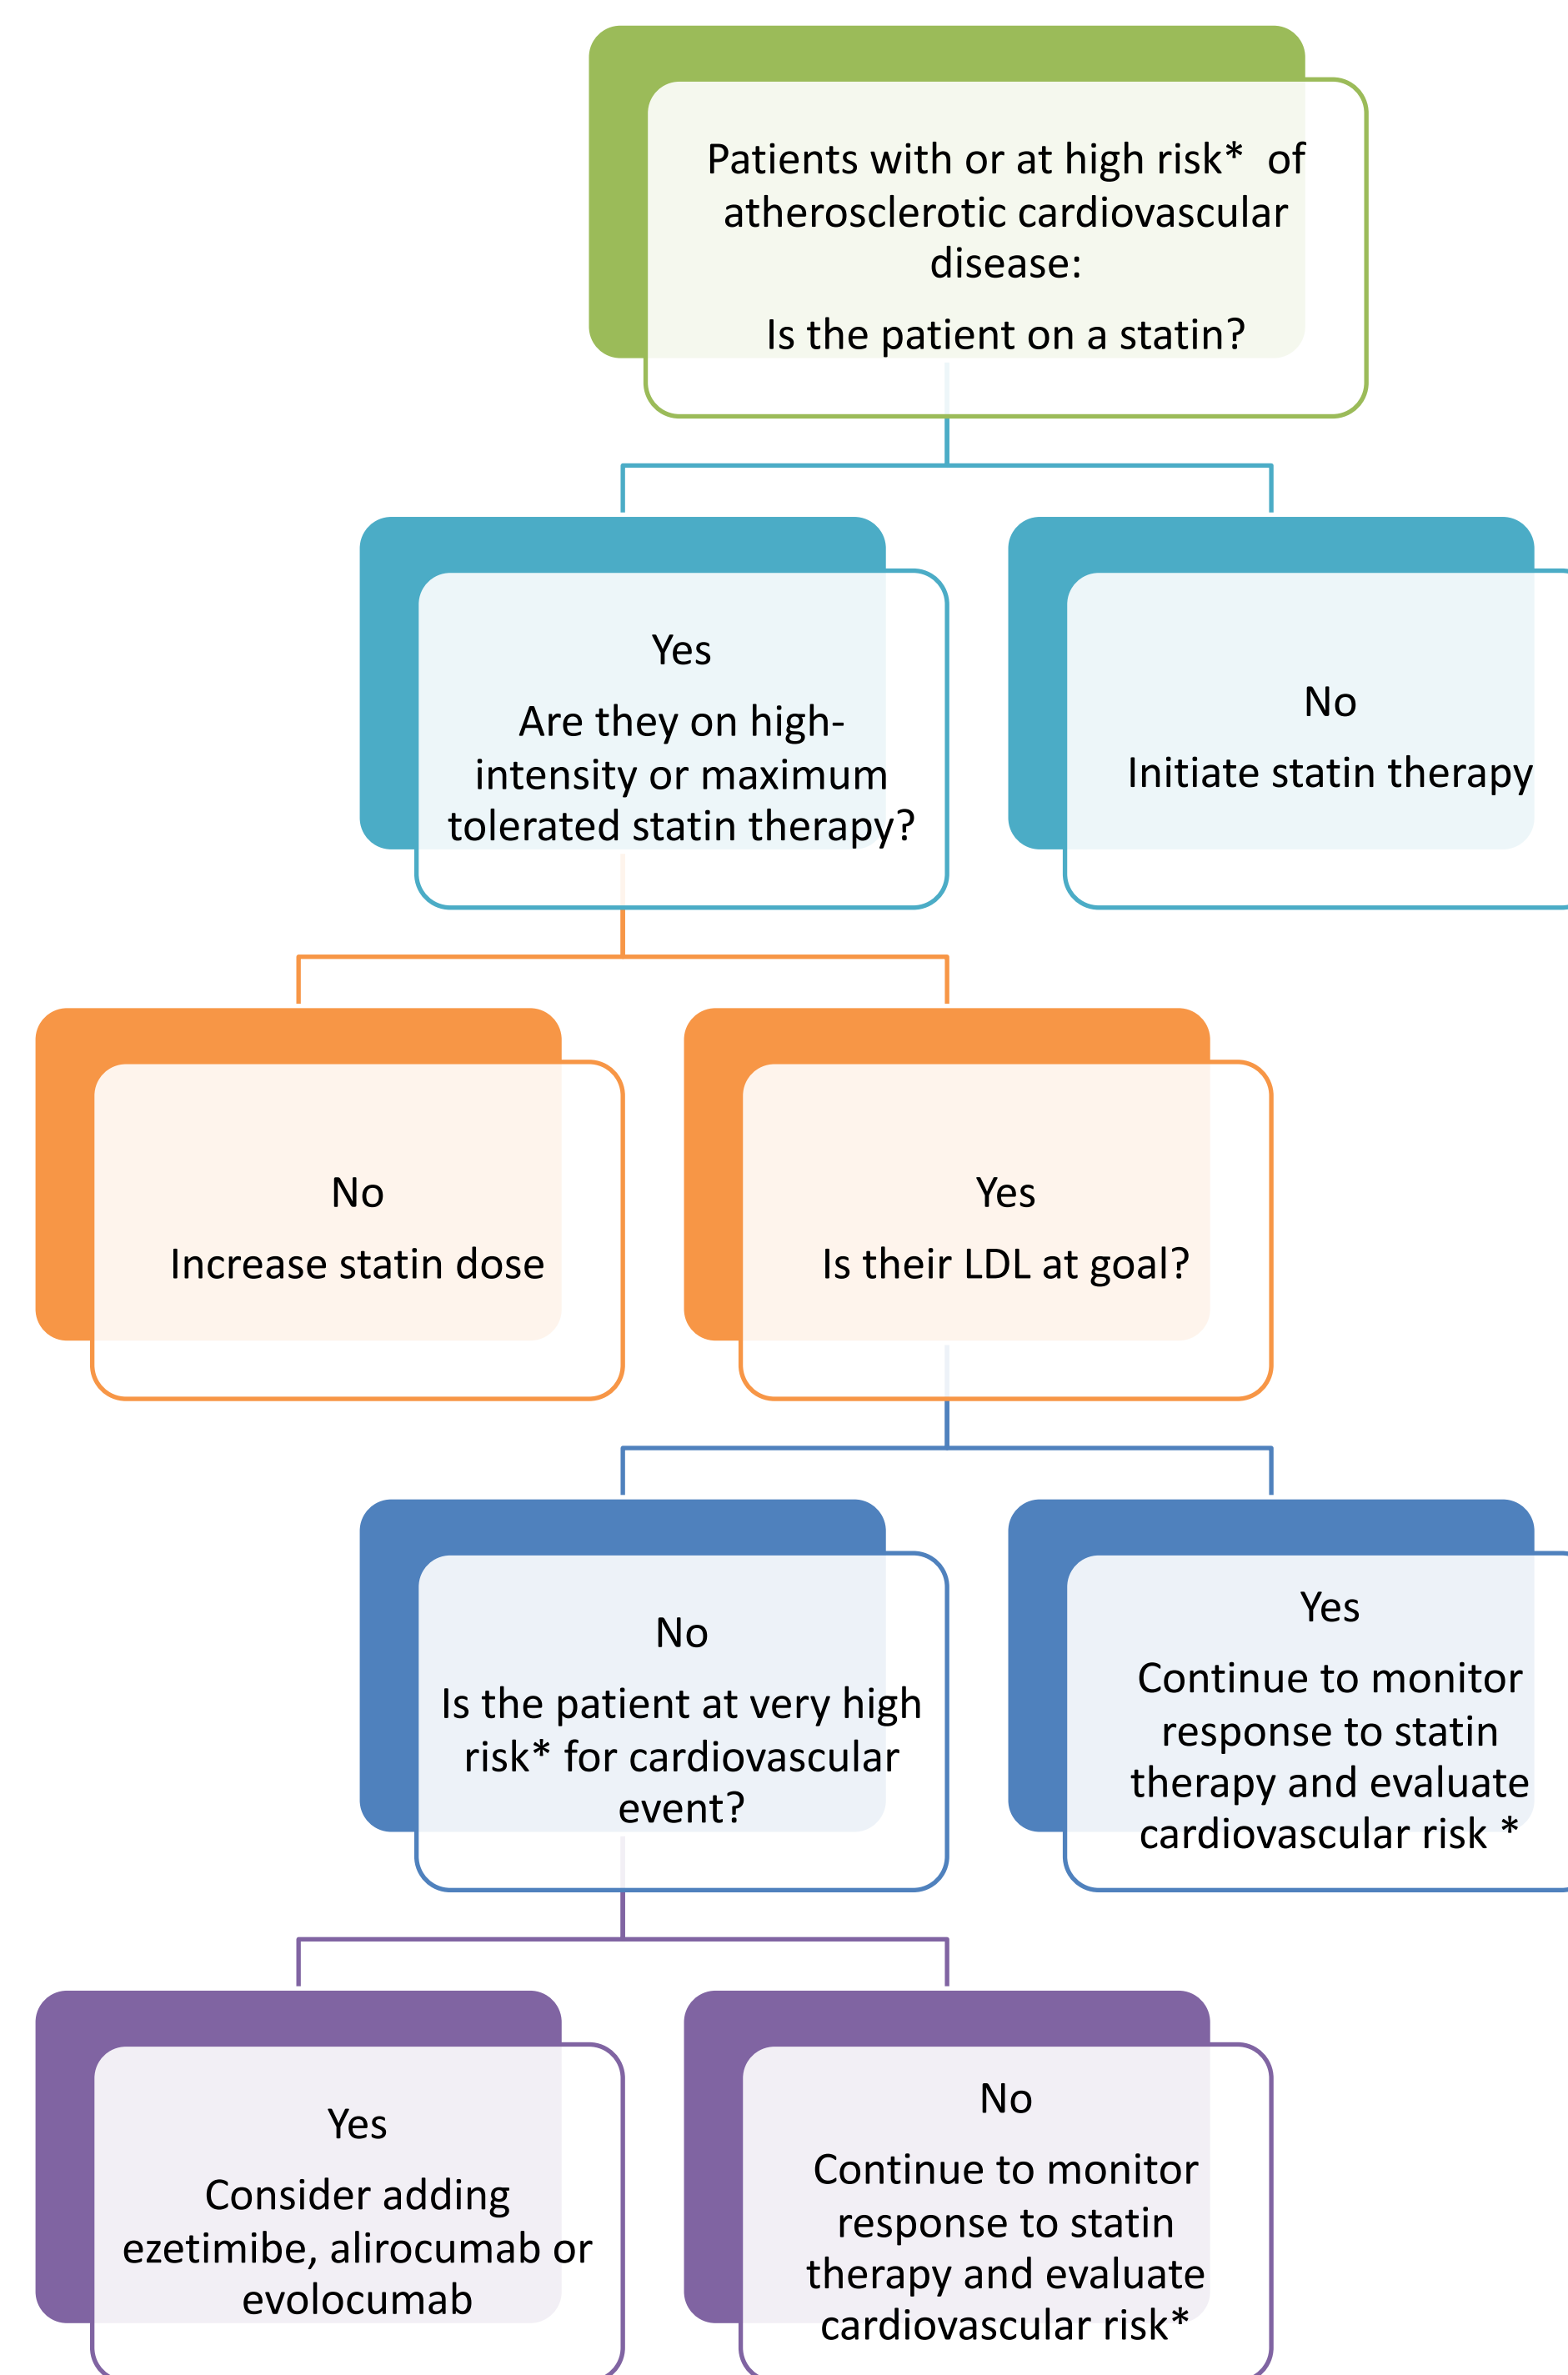 Patients with or at high risk*  of
atherosclerotic cardiovascular
disease:
Is the patient on a statin?
Yes
Are they on high-
intensity or maximum
tolerated statin therapy?
No
Initiate statin therapy
No
Increase statin dose
Yes
Is their LDL at goal?
No
Is the patient at very high
risk* for cardiovascular
event?
Yes
Continue to monitor
response to statin
therapy and evaluate
cardiovascular risk *
Yes
Consider adding
ezetimibe, alirocumab or
evolocumab
No
Continue to monitor
response to statin
therapy and evaluate
cardiovascular risk*